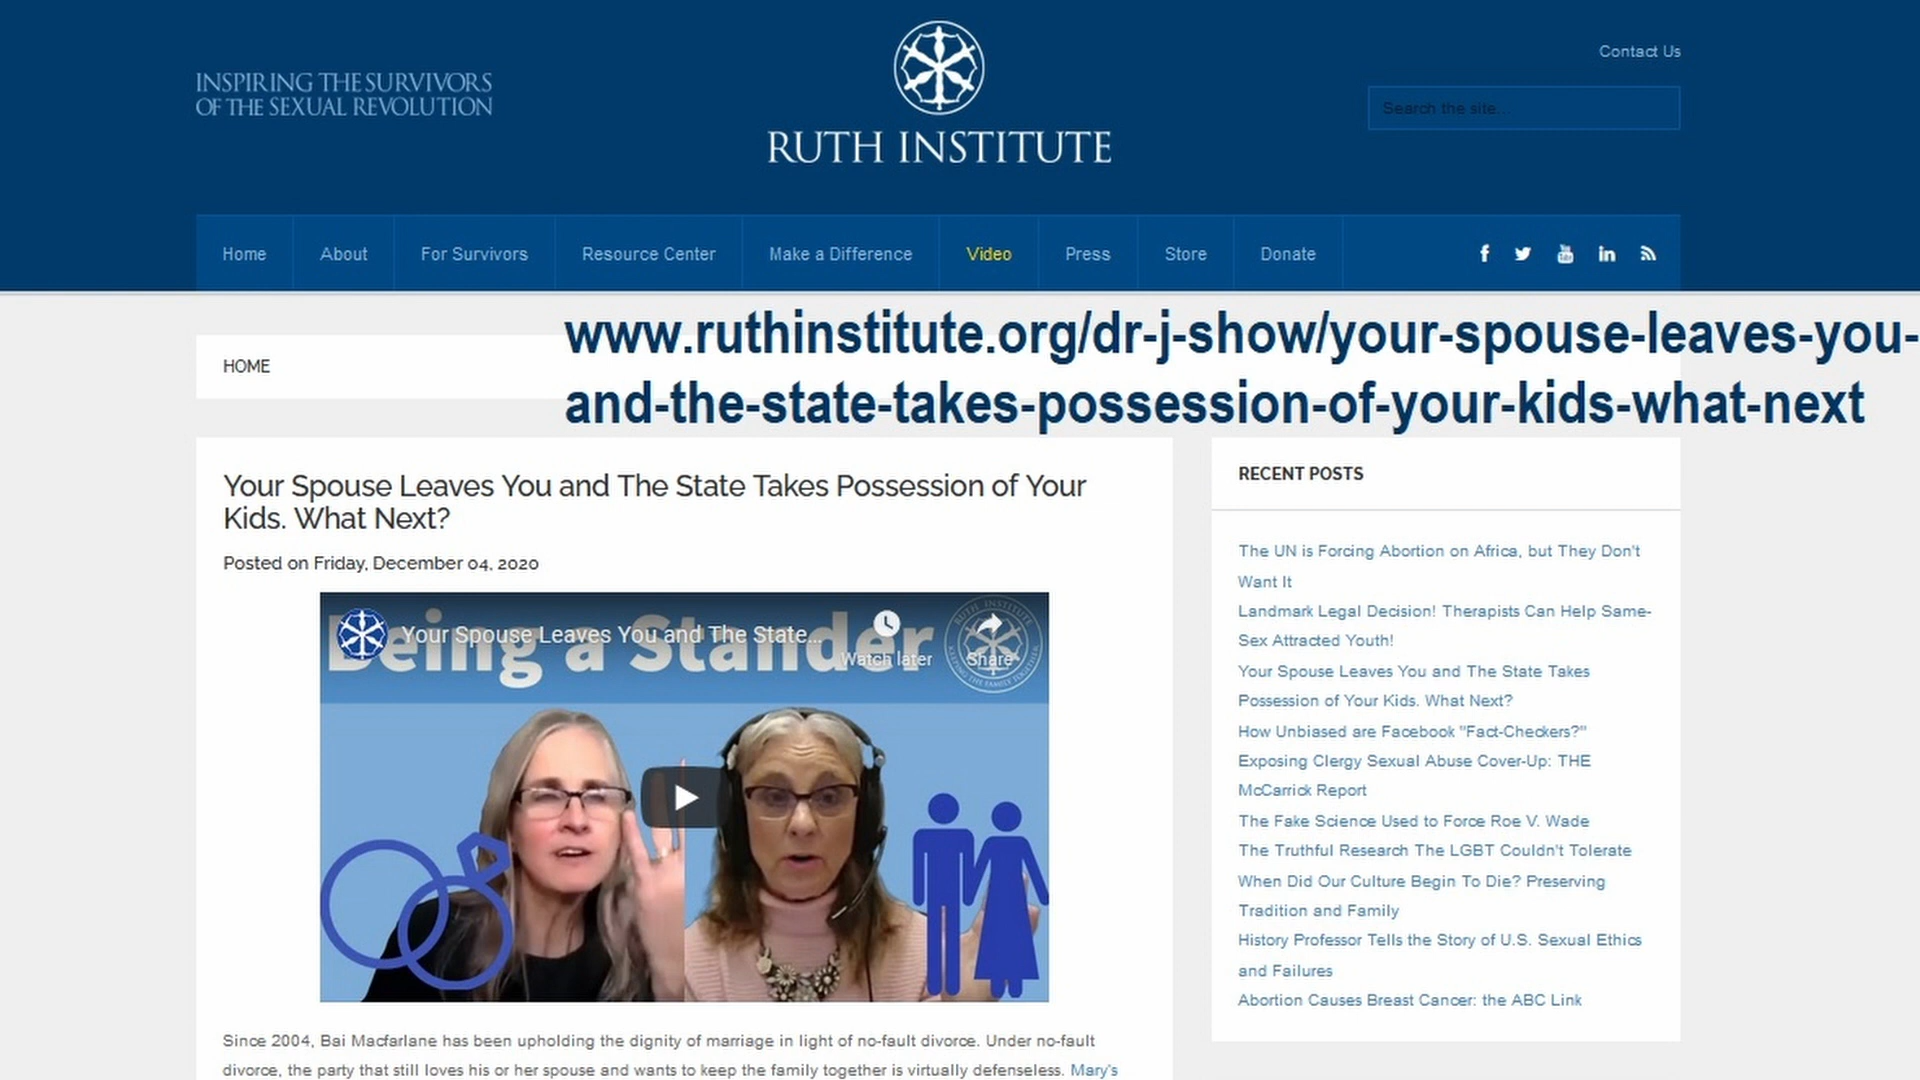 Contact Us
INSPIRING THE SURVIVORS
OF THE SEXUAL REVOLUTION
Search the site...
RUTH INSTITUTE
Home
About
For Survivors
Resource Center
Make a Difference
Video
Press
Store
Donate
www.ruthinstitute.org/dr-j-show/your-spouse-leaves-you-
and-the-state-takes-possession-of-your-kids-what-next
HOME
Your Spouse Leaves You and The State Takes Possession of Your
Kids. What Next?
Posted on Friday, December 04, 2020
Being a Stander
Your Spouse Leaves You and The State...
Watch later
Share
RUTH INSTITUTE
KEEPING THE FAMILY TOGETHER
Since 2004, Bai Macfarlane has been upholding the dignity of marriage in light of no-fault divorce. Under no-fault
divorce, the party that still loves his or her spouse and wants to keep the family together is virtually defenseless. Mary's
RECENT POSTS
The UN is Forcing Abortion on Africa, but They Don't
Want It
Landmark Legal Decision! Therapists Can Help Same-
Sex Attracted Youth!
Your Spouse Leaves You and The State Takes
Possession of Your Kids. What Next?
How Unbiased are Facebook "Fact-Checkers?"
Exposing Clergy Sexual Abuse Cover-Up: THE
McCarrick Report
The Fake Science Used to Force Roe V. Wade
The Truthful Research The LGBT Couldn't Tolerate
When Did Our Culture Begin To Die? Preserving
Tradition and Family
History Professor Tells the Story of U.S. Sexual Ethics
and Failures
Abortion Causes Breast Cancer: the ABC Link